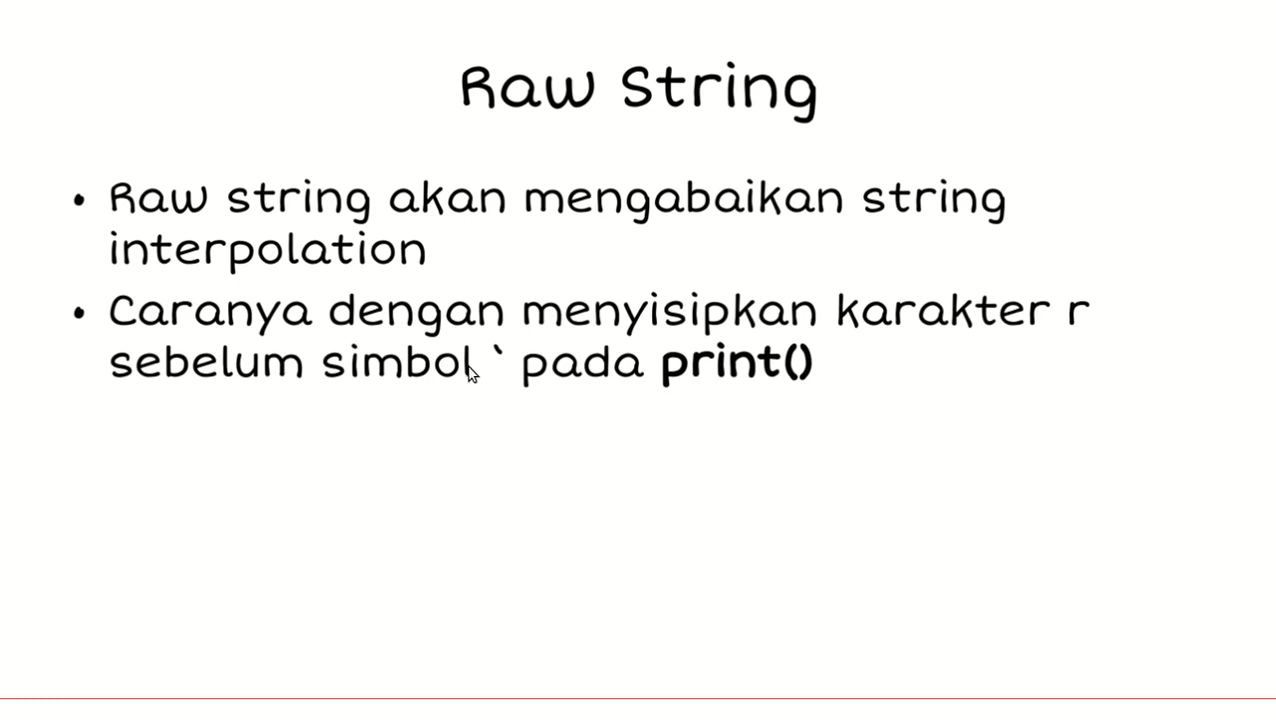 Raw String
• Raw string akan mengabaikan string
interpolation
• Caranya dengan menyisipkan karakter r
sebelum simbol ` pada print()